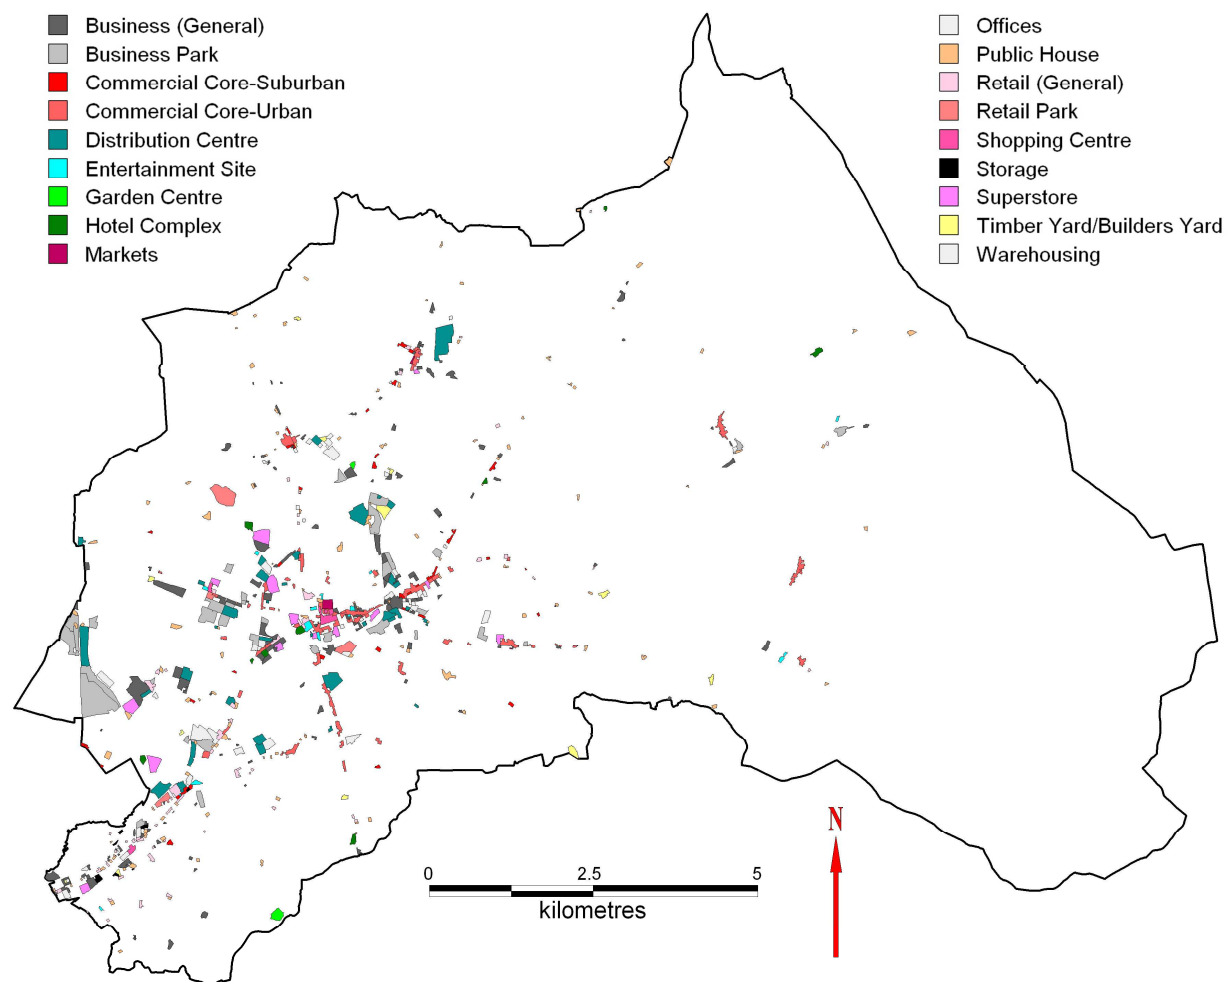 Business (General)
Business Park
Commercial Core-Suburban
Commercial Core-Urban
Distribution Centre
Entertainment Site
Garden Centre
Hotel Complex
Markets
Offices
Public House
Retail (General)
Retail Park
Shopping Centre
Storage
Superstore
Timber Yard/Builders Yard
Warehousing
N
0 2.5 5
kilometres